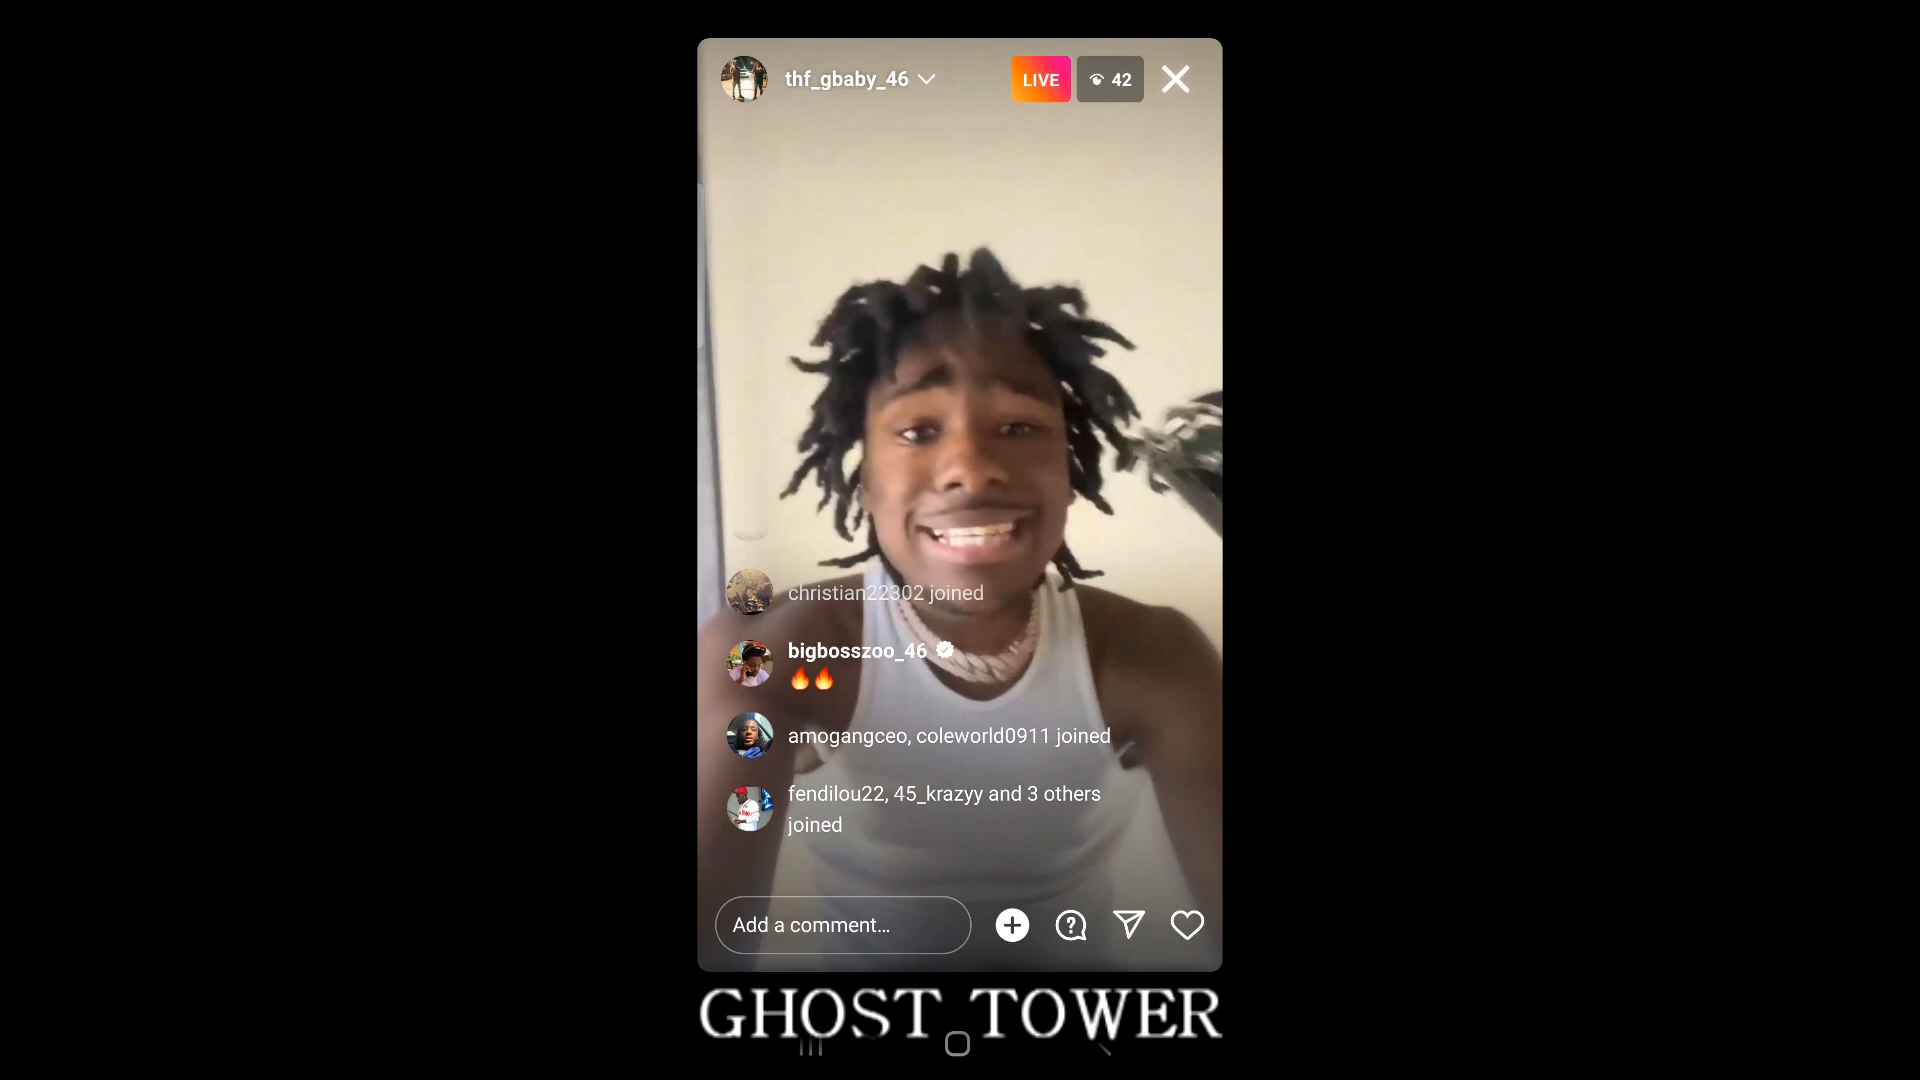 thf_gbaby_46
LIVE
42
christian22302 joined
bigbosszoo_46
🔥🔥
amogangceo, coleworld0911 joined
fendilou22, 45_krazyy and 3 others
joined
Add a comment...
GHOST TOWER